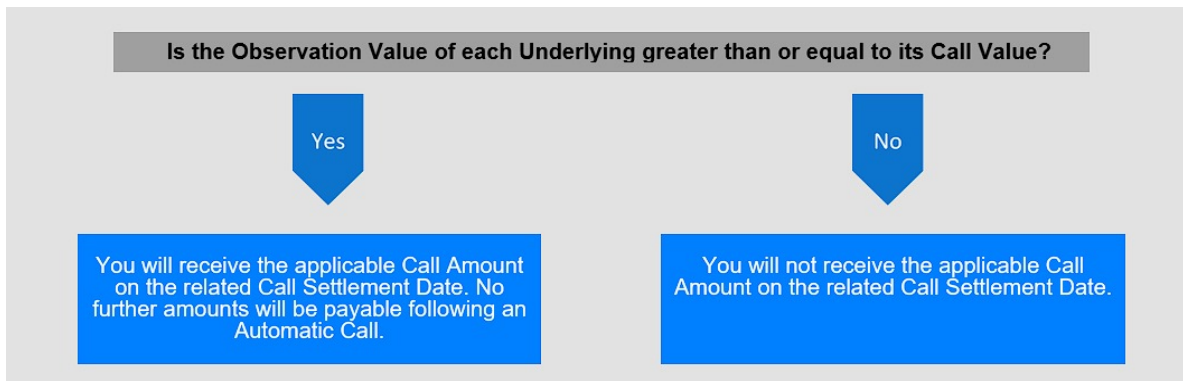 Is the Observation Value of each Underlying greater than or equal to its Call Value?
Yes
No
You will receive the applicable Call Amount
on the related Call Settlement Date. No
further amounts will be payable following an
Automatic Call.
You will not receive the applicable Call
Amount on the related Call Settlement Date.